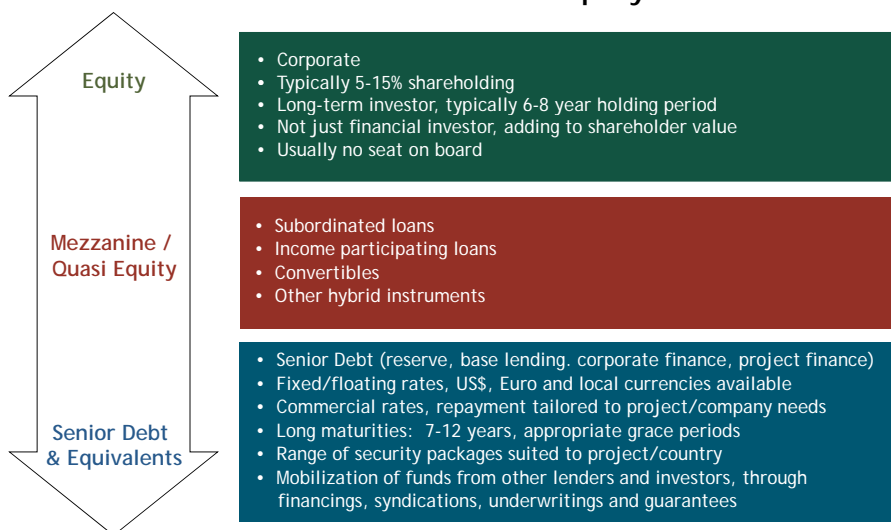 Equity
• Corporate
• Typically 5-15% shareholding
• Long-term investor, typically 6-8 year holding period
• Not just financial investor, adding to shareholder value
• Usually no seat on board
Mezzanine /
Quasi Equity
• Subordinated loans
• Income participating loans
• Convertibles
• Other hybrid instruments
Senior Debt
& Equivalents
• Senior Debt (reserve, base lending. corporate finance, project finance)
• Fixed/floating rates, US$, Euro and local currencies available
• Commercial rates, repayment tailored to project/company needs
• Long maturities: 7-12 years, appropriate grace periods
• Range of security packages suited to project/country
• Mobilization of funds from other lenders and investors, through
financings, syndications, underwritings and guarantees